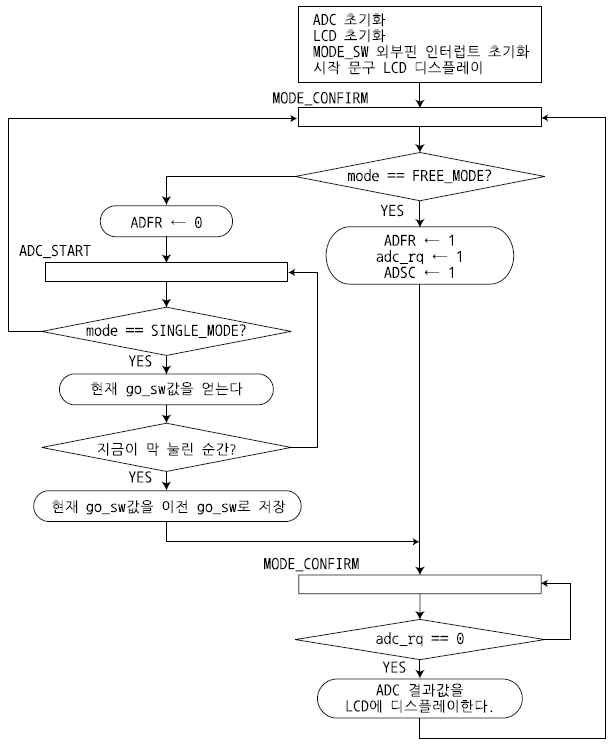 ADC 초기화
LCD 초기화
MODE_SW 외부핀 인터럽트 초기화
시작 문구 LCD 디스플레이
MODE_CONFIRM
mode == FREE_MODE?
YES
ADFR ← 0
ADFR ← 1
adc_rq ← 1
ADSC ← 1
ADC_START
mode == SINGLE_MODE?
YES
현재 go_sw값을 얻는다
지금이 막 눌린 순간?
YES
현재 go_sw값을 이전 go_sw로 저장
MODE_CONFIRM
adc_rq == 0
YES
ADC 결과값을
LCD에 디스플레이한다.